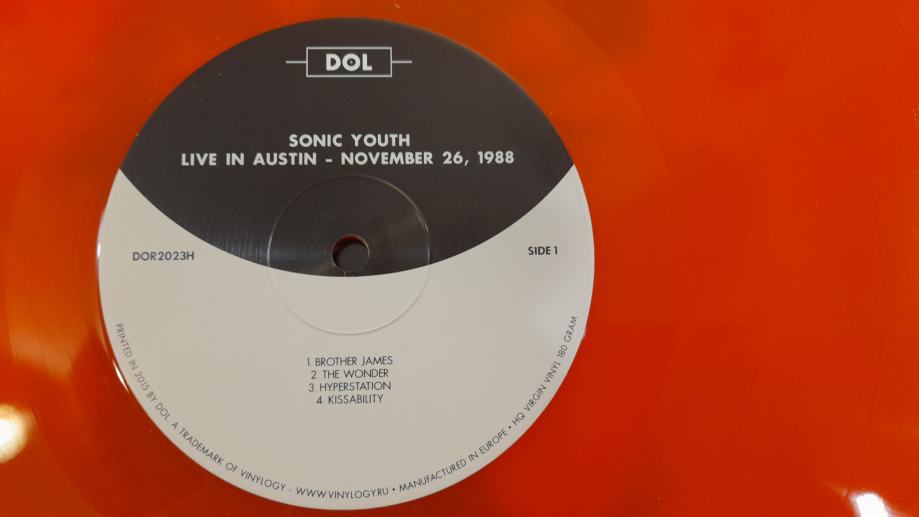 DOL
SONIC YOUTH
LIVE IN AUSTIN - NOVEMBER 26, 1988
DOR2023H
SIDE 1
1. BROTHER JAMES
2. THE WONDER
3. HYPERSTATION
4. KISSABILITY
PRINTED IN 2015 BY DOL. A TRADEMARK OF VINYLOGY - WWW.VINYLOGY.RU • MANUFACTURED IN EUROPE • HQ VIRGIN VINYL 180 GRAM